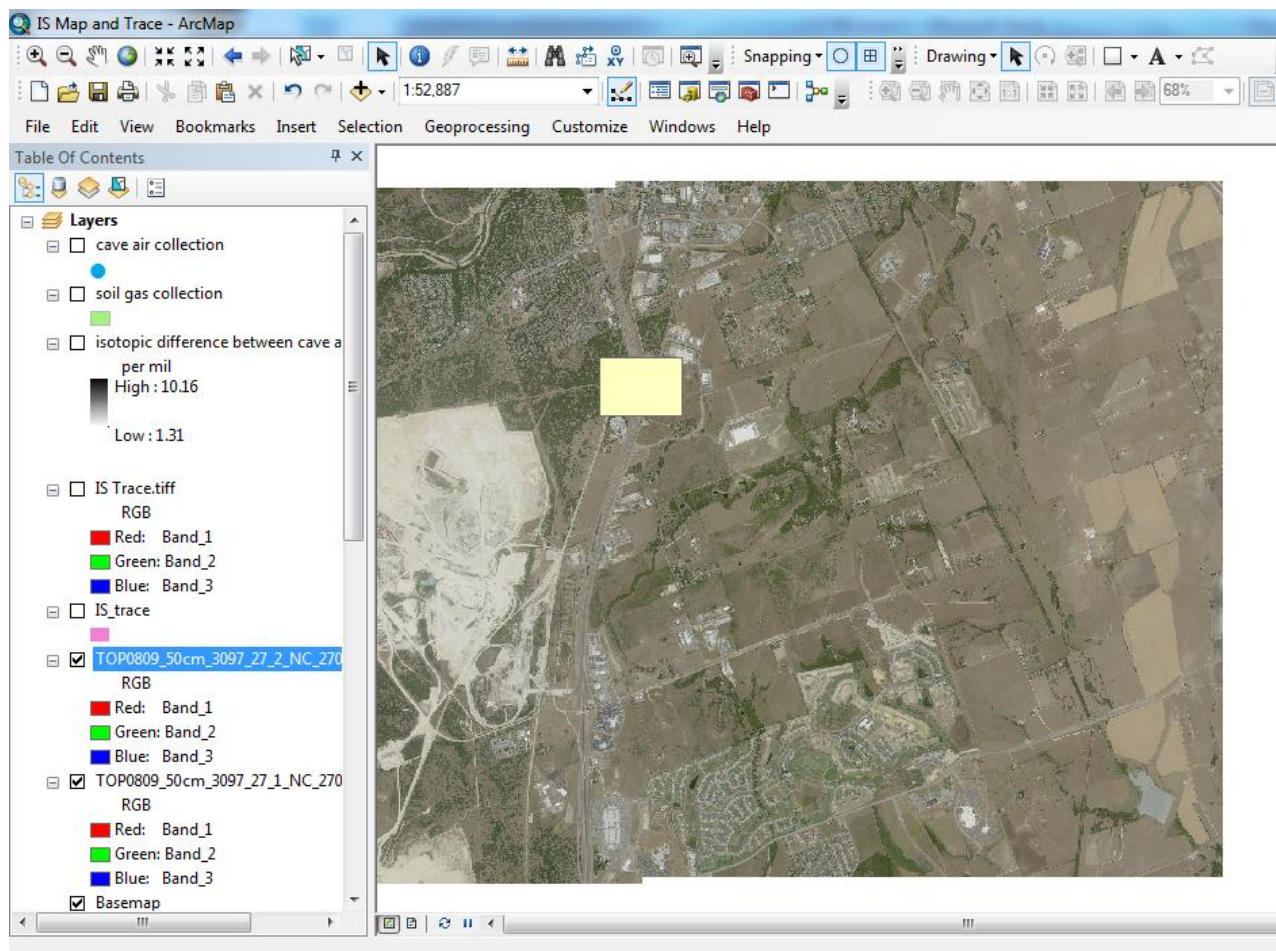 IS Map and Trace - ArcMap
Snapping
Drawing
A
1:52,887
68%
File Edit View Bookmarks Insert Selection Geoprocessing Customize Windows Help
Table Of Contents
Layers
cave air collection
soil gas collection
isotopic difference between cave a
per mil
High : 10.16
Low : 1.31
IS Trace.tiff
RGB
Red: Band_1
Green: Band_2
Blue: Band_3
IS_trace
TOP0809_50cm_3097_27_2_NC_270
RGB
Red: Band_1
Green: Band_2
Blue: Band_3
TOP0809_50cm_3097_27_1_NC_270
RGB
Red: Band_1
Green: Band_2
Blue: Band_3
Basemap